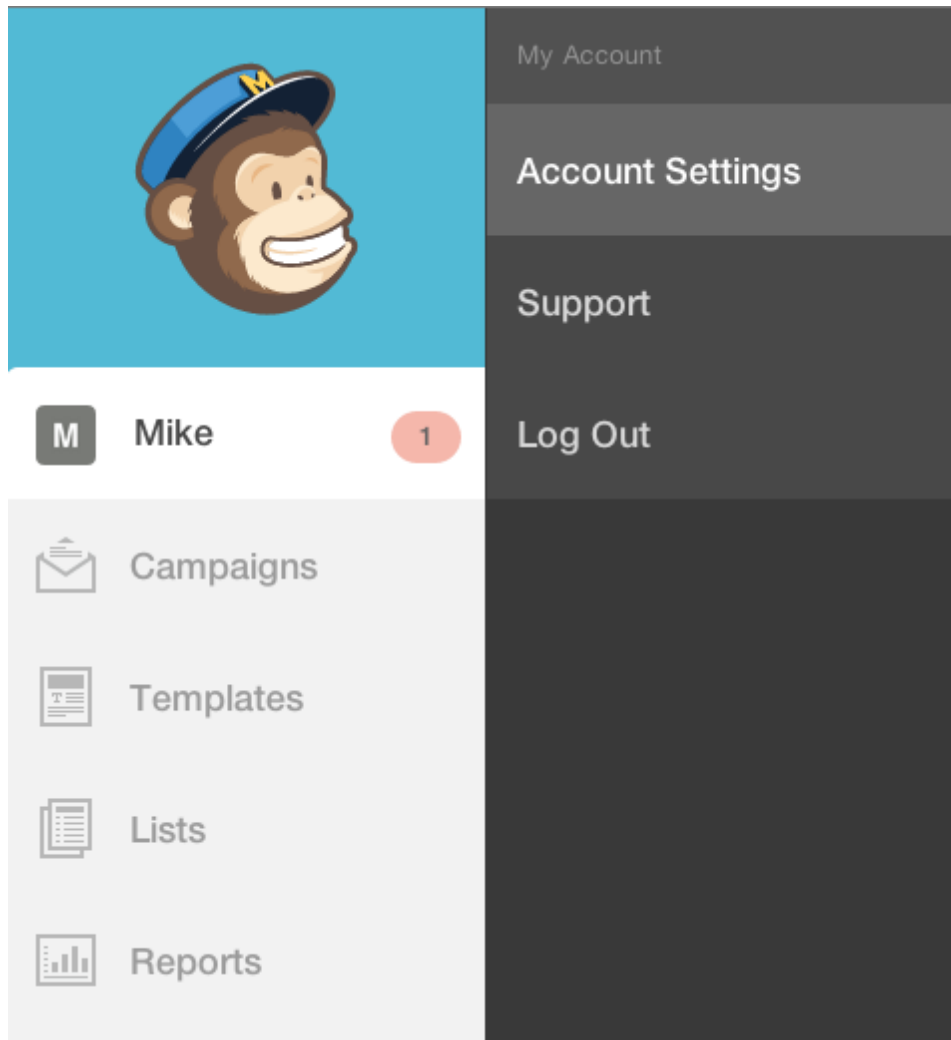 M
M Mike 1
Campaigns
T
Templates
Lists
Reports
My Account
Account Settings
Support
Log Out